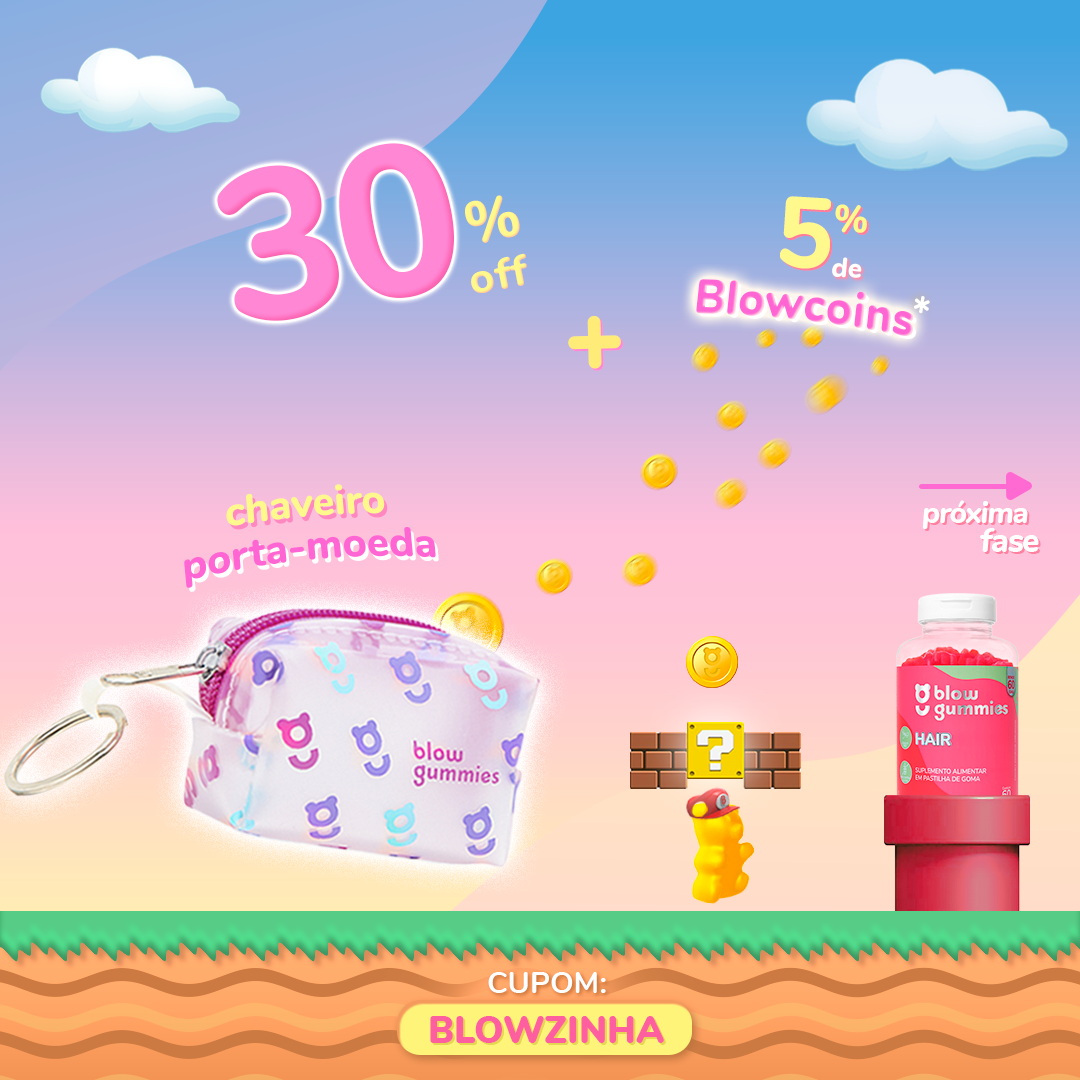 30
%
off
+
5%
de
Blowcoins*
chaveiro
porta-moeda
próxima
fase
blow
gummies
blow
gummies
HAIR
SUPLEMENTO ALIMENTAR
EM PASTILHA DE GOMA
?
CUPOM:
BLOWZINHA